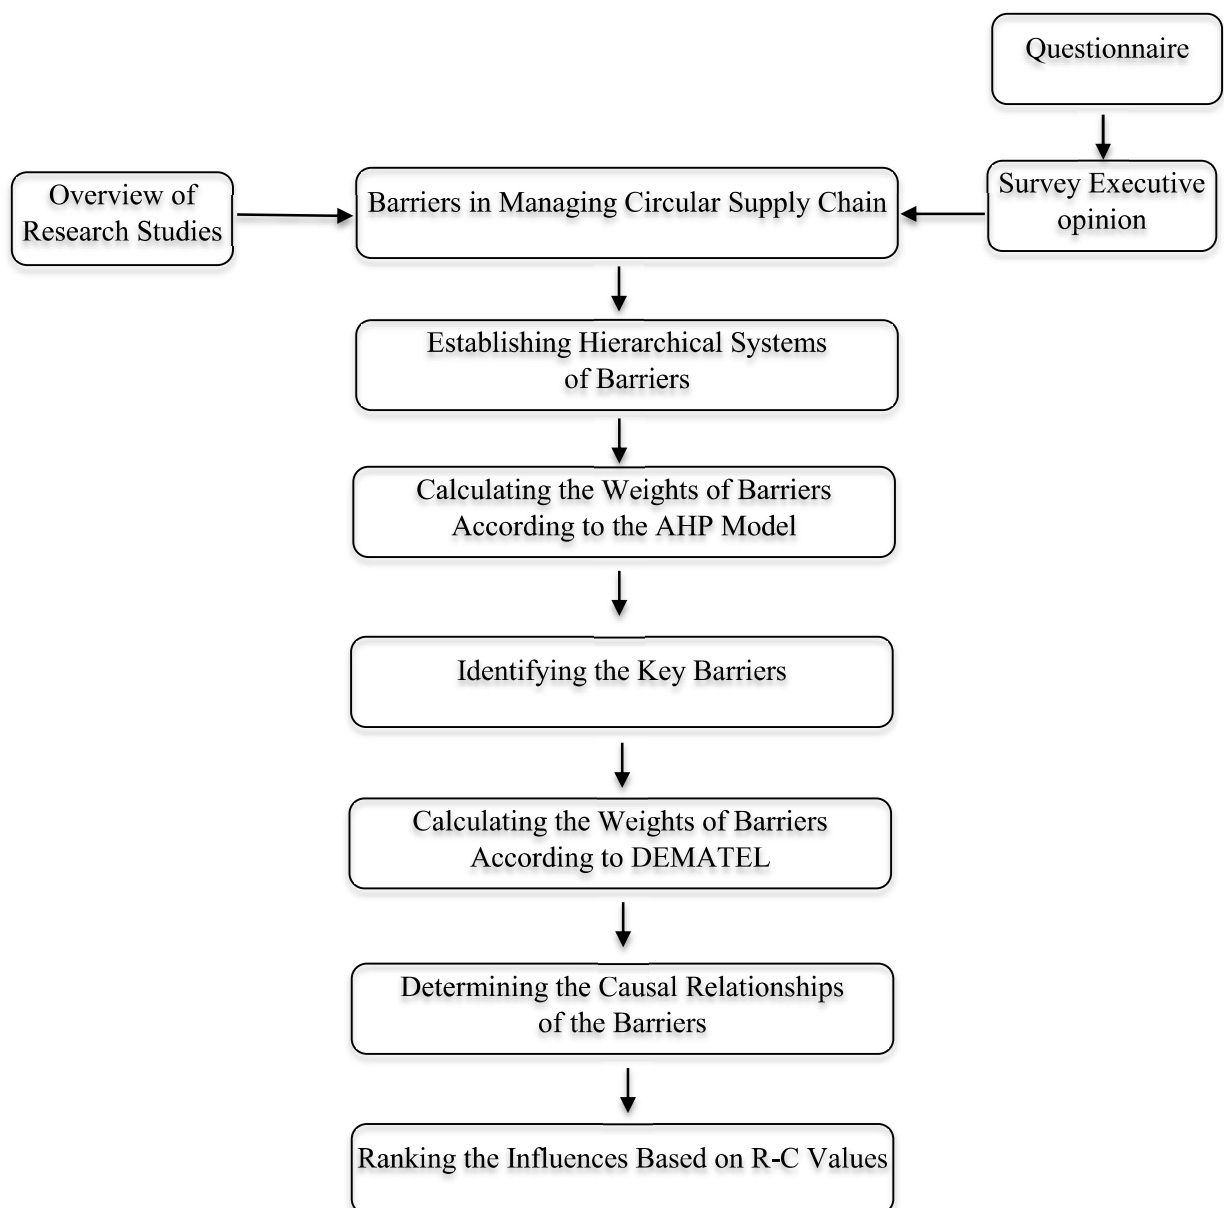 Questionnaire
Overview of
Research Studies
Barriers in Managing Circular Supply Chain
Survey Executive
opinion
Establishing Hierarchical Systems
of Barriers
Calculating the Weights of Barriers
According to the AHP Model
Identifying the Key Barriers
Calculating the Weights of Barriers
According to DEMATEL
Determining the Causal Relationships
of the Barriers
Ranking the Influences Based on R-C Values